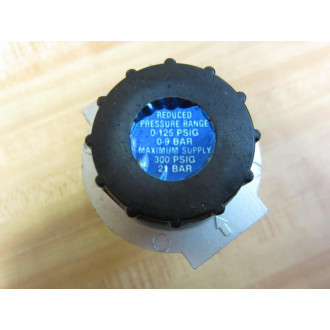 REDUCED
PRESSURE RANGE
0-125 PSIG
0-9 BAR
MAXIMUM SUPPLY
300 PSIG
21 BAR